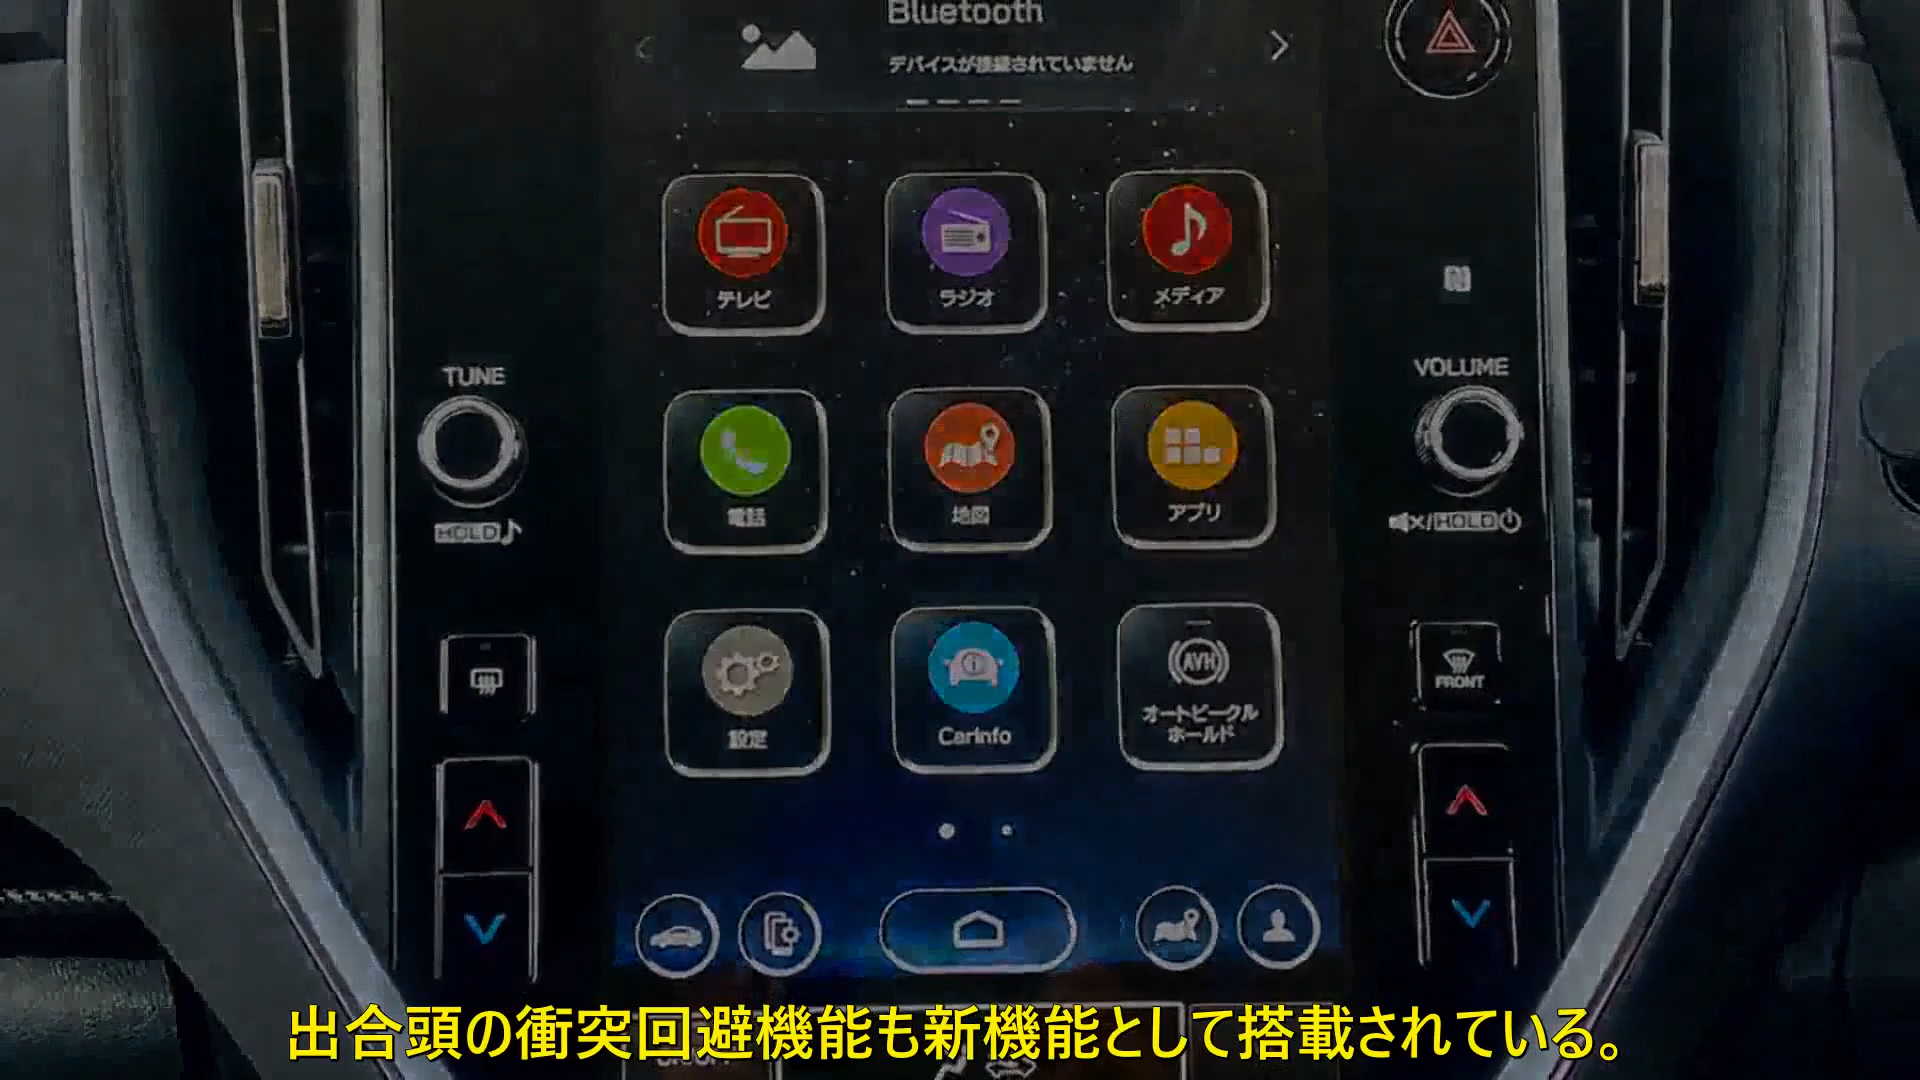 Bluetooth
デバイスが接続されていません
テレビ
ラジオ
メディア
TUNE
VOLUME
HOLD
HOLD
電話
地図
アプリ
FRONT
設定
CarInfo
AVH
オートビークル
ホールド
出合頭の衝突回避機能も新機能として搭載されている。